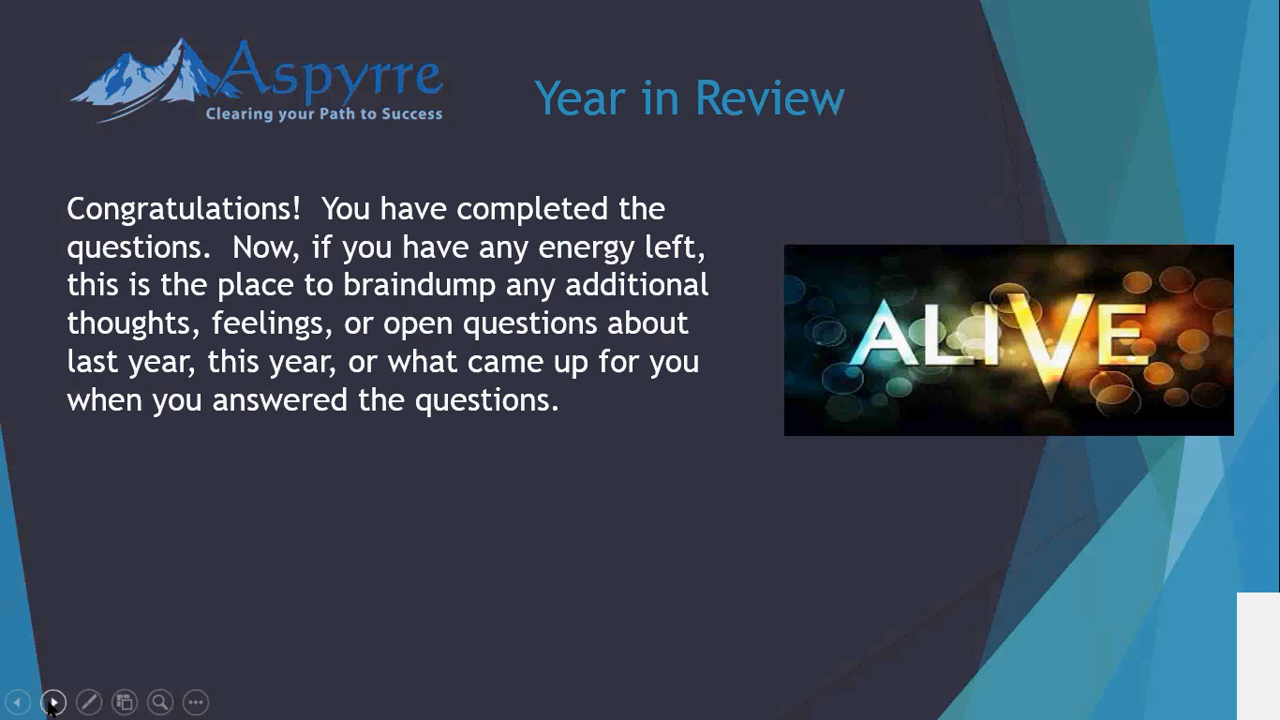 Aspyrre
Clearing your Path to Success
Year in Review
Congratulations!  You have completed the
questions.  Now, if you have any energy left,
this is the place to braindump any additional
thoughts, feelings, or open questions about
last year, this year, or what came up for you
when you answered the questions.
ALIVE